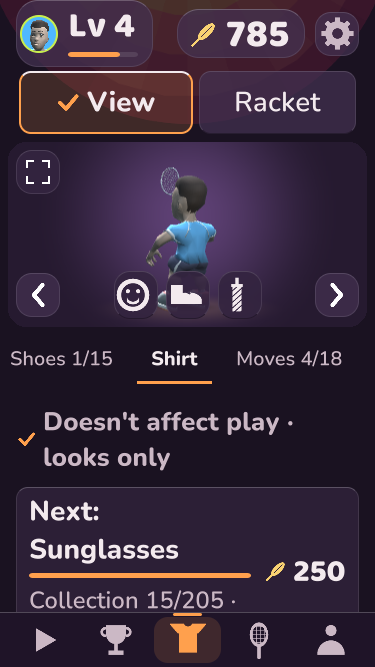 Lv 4
785
View
Racket
Shoes 1/15
Shirt
Moves 4/18
Doesn't affect play ·
looks only
Next:
Sunglasses
250
Collection 15/205 ·